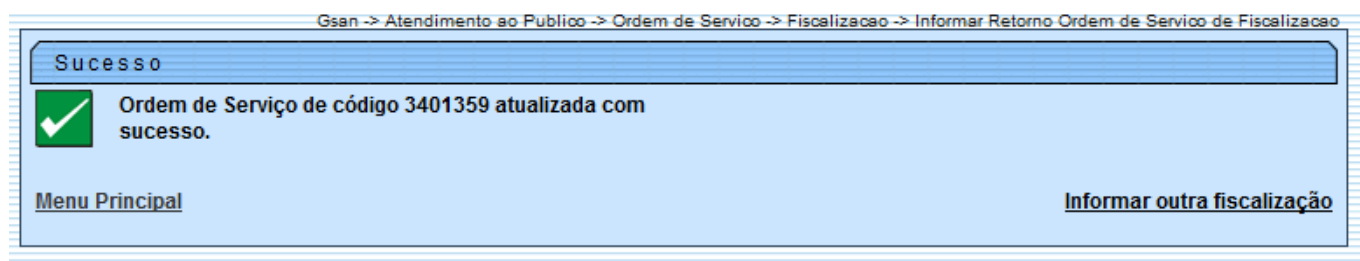 Gsan -> Atendimento ao Publico -> Ordem de Servico -> Fiscalizacao -> Informar Retorno Ordem de Servico de Fiscalizacao
Sucesso
Ordem de Serviço de código 3401359 atualizada com
sucesso.
Menu Principal
Informar outra fiscalização